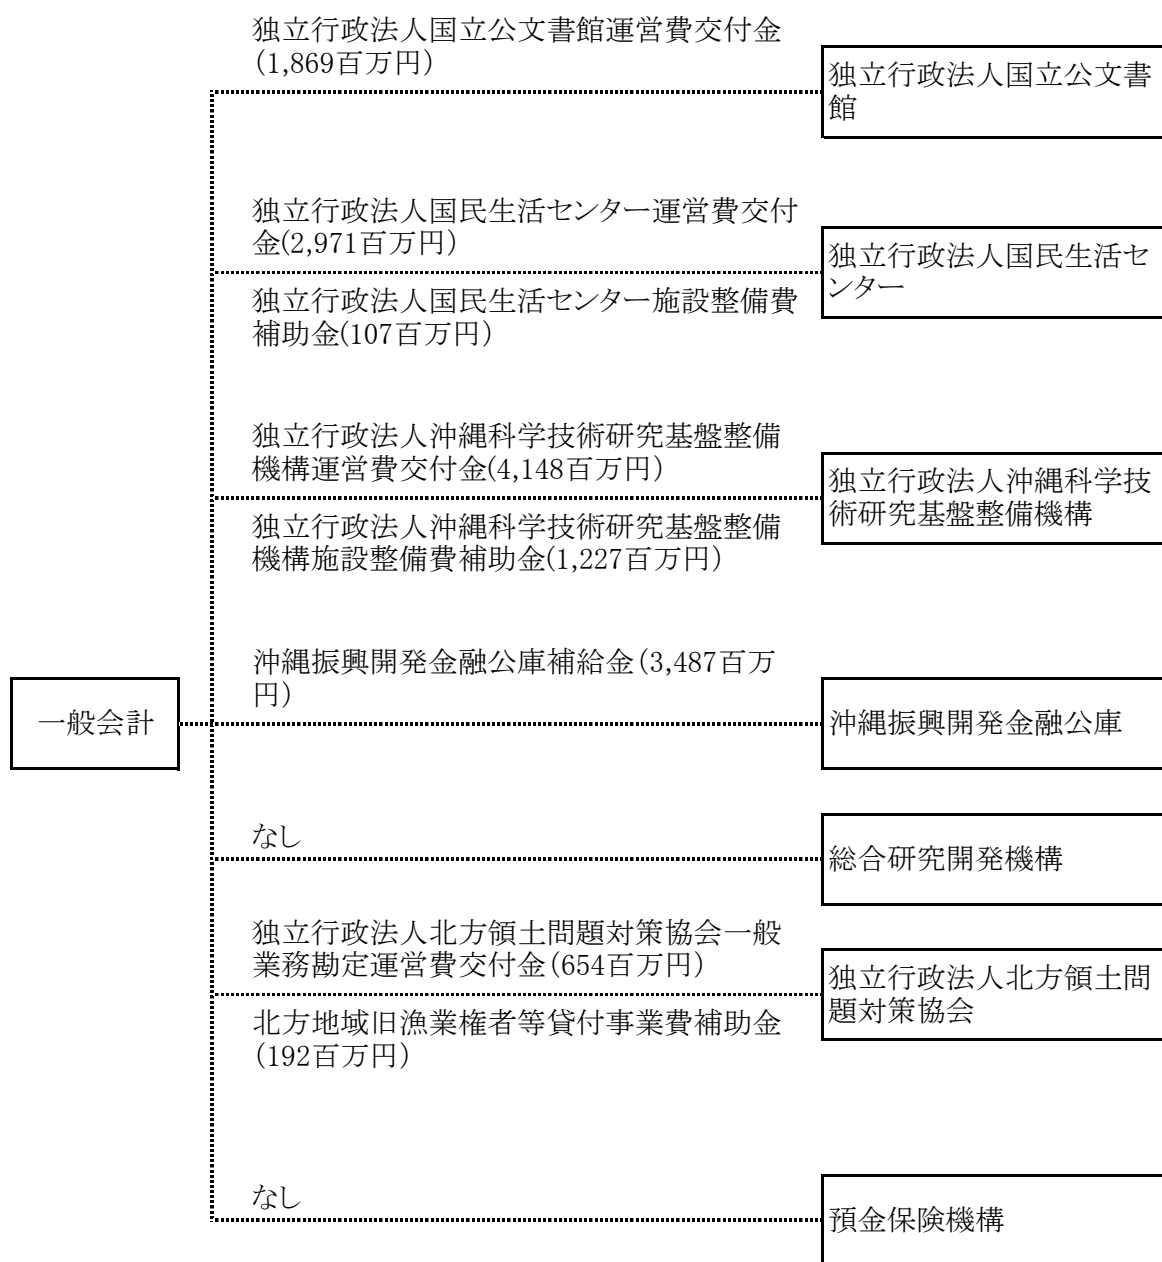 独立行政法人国立公文書館運営費交付金
(1,869百万円)
独立行政法人国立公文書
館
独立行政法人国民生活センター運営費交付
金(2,971百万円)
独立行政法人国民生活セ
ンター
独立行政法人国民生活センター施設整備費
補助金(107百万円)
独立行政法人沖縄科学技術研究基盤整備
機構運営費交付金(4,148百万円)
独立行政法人沖縄科学技
術研究基盤整備機構
独立行政法人沖縄科学技術研究基盤整備
機構施設整備費補助金(1,227百万円)
沖縄振興開発金融公庫補給金(3,487百万
円)
一般会計
沖縄振興開発金融公庫
なし
総合研究開発機構
独立行政法人北方領土問題対策協会一般
業務勘定運営費交付金(654百万円)
独立行政法人北方領土問
題対策協会
北方地域旧漁業権者等貸付事業費補助金
(192百万円)
なし
預金保険機構